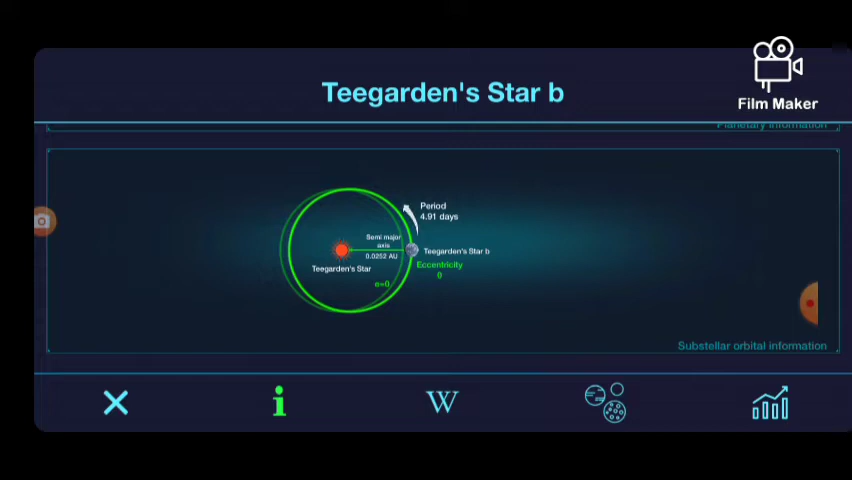 Teegarden's Star b
Film Maker
Planetary information
Period
4.91 days
Semi major
axis
0.0252 AU
Teegarden's Star b
Eccentricity
0
Teegarden's Star
e=0
Substellar orbital information
i
W